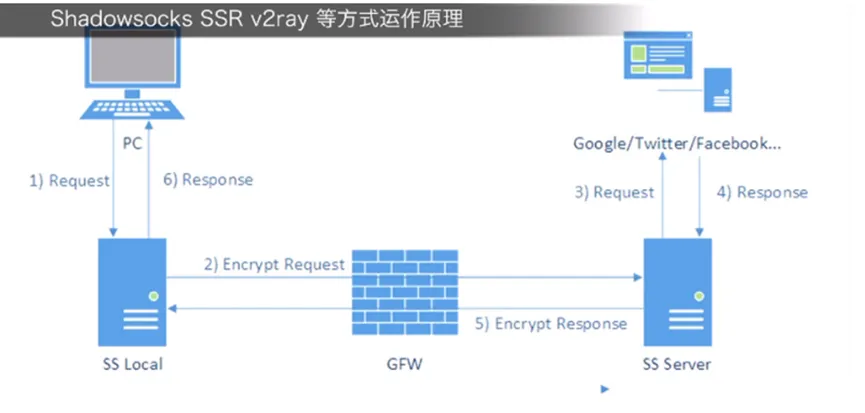 Shadowsocks SSR v2ray 等方式运作原理
PC
Google/Twitter/Facebook...
1) Request
6) Response
3) Request
4) Response
2) Encrypt Request
5) Encrypt Response
SS Local
GFW
SS Server